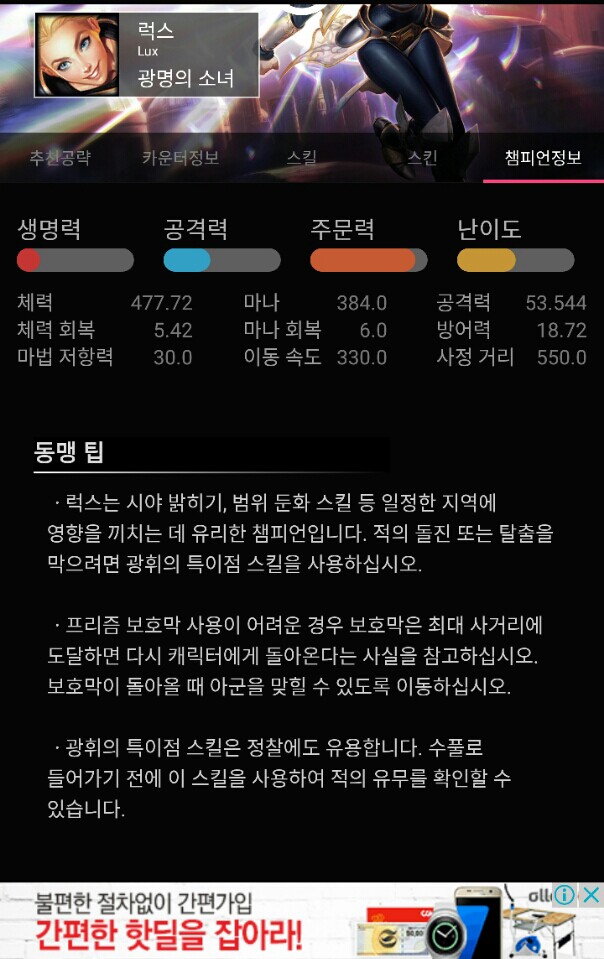 럭스
Lux
광명의 소녀
추천공략 카운터정보 스킬 스킨 챔피언정보
생명력 공격력 주문력 난이도
체력 477.72 마나 384.0 공격력 53.544
체력 회복 5.42 마나 회복 6.0 방어력 18.72
마법 저항력 30.0 이동 속도 330.0 사정 거리 550.0
동맹 팁
· 럭스는 시야 밝히기, 범위 둔화 스킬 등 일정한 지역에
영향을 끼치는 데 유리한 챔피언입니다. 적의 돌진 또는 탈출을
막으려면 광휘의 특이점 스킬을 사용하십시오.
· 프리즘 보호막 사용이 어려운 경우 보호막은 최대 사거리에
도달하면 다시 캐릭터에게 돌아온다는 사실을 참고하십시오.
보호막이 돌아올 때 아군을 맞힐 수 있도록 이동하십시오.
· 광휘의 특이점 스킬은 정찰에도 유용합니다. 수풀로
들어가기 전에 이 스킬을 사용하여 적의 유무를 확인할 수
있습니다.
불편한 절차없이 간편가입
간편한 핫딜을 잡아라!